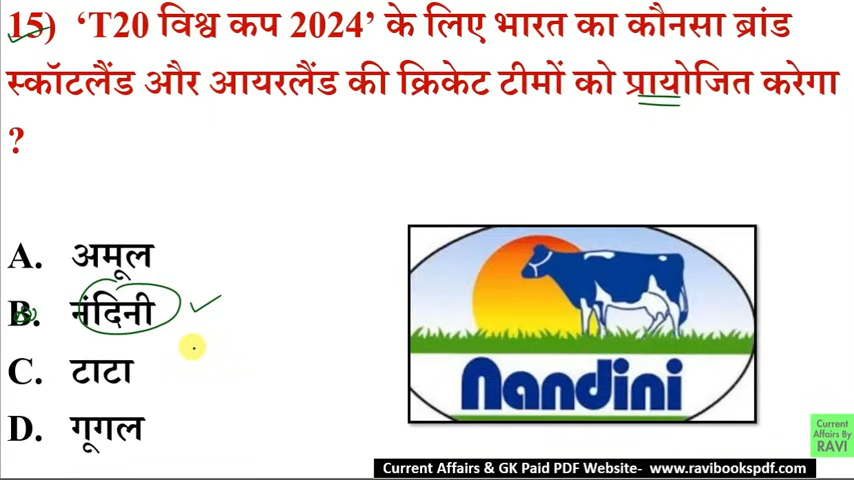 15) ‘T20 विश्व कप 2024’ के लिए भारत का कौनसा ब्रांड
स्कॉटलैंड और आयरलैंड की क्रिकेट टीमों को प्रायोजित करेगा
?
A. अमूल
B. नंदिनी
C. टाटा
D. गूगल
Nandini
Current
Affairs By
RAVI
Current Affairs & GK Paid PDF Website- www.ravibookspdf.com